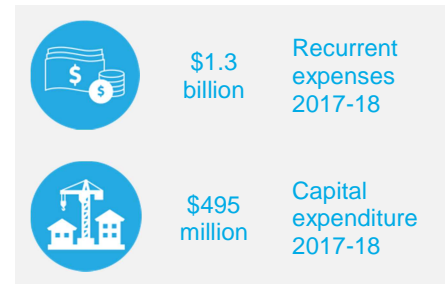 $1.3
billion
Recurrent
expenses
2017-18
$495
million
Capital
expenditure
2017-18